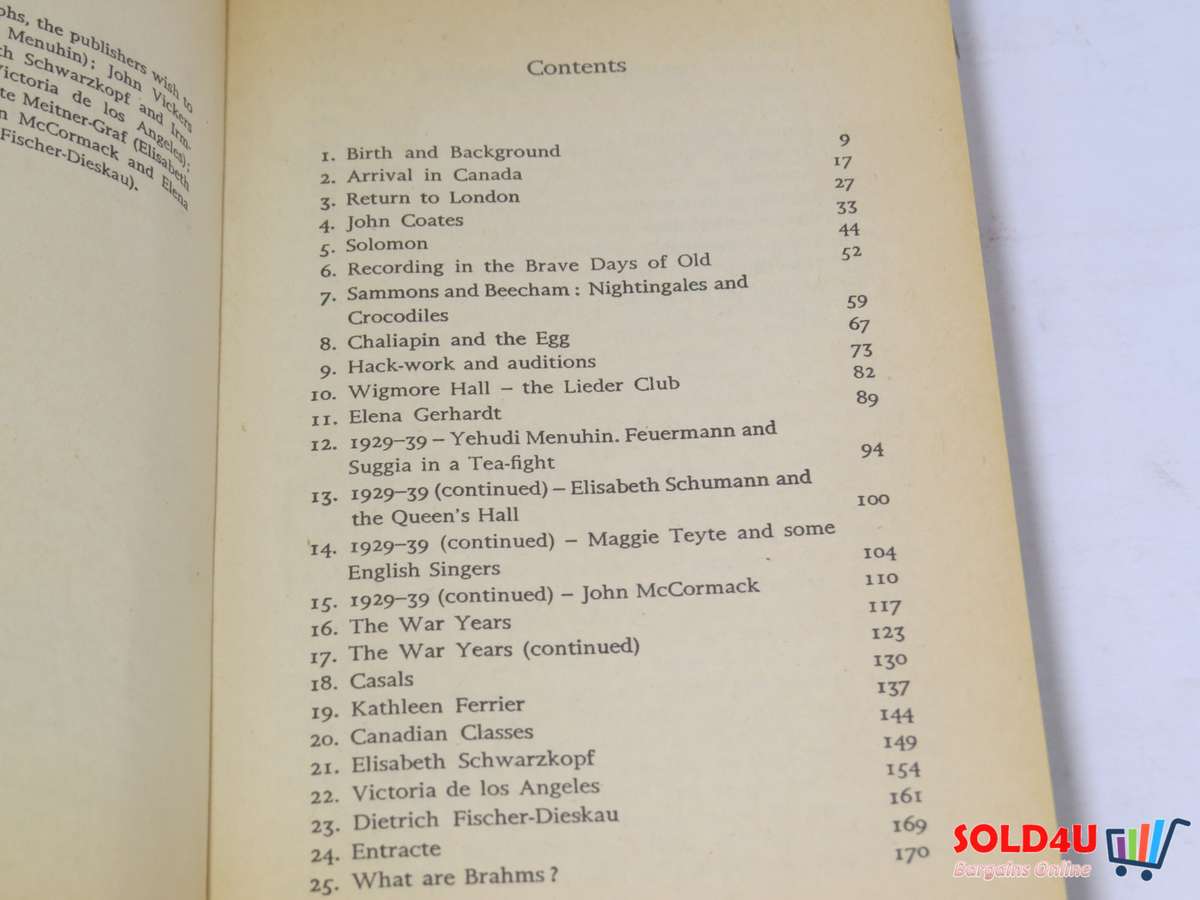 phs, the publishers wish to
Menuhin); John Vickers
th Schwarzkopf and Irm-
Victoria de los Angeles);
te Meitner-Graf (Elisabeth
n McCormack and Elena
Fischer-Dieskau).
Contents
1. Birth and Background 9
2. Arrival in Canada 17
3. Return to London 27
4. John Coates 33
5. Solomon 44
6. Recording in the Brave Days of Old 52
7. Sammons and Beecham: Nightingales and
Crocodiles 59
8. Chaliapin and the Egg 67
9. Hack-work and auditions 73
10. Wigmore Hall – the Lieder Club 82
11. Elena Gerhardt 89
12. 1929–39 – Yehudi Menuhin. Feuermann and
Suggia in a Tea-fight 94
13. 1929–39 (continued) – Elisabeth Schumann and
the Queen's Hall 100
14. 1929–39 (continued) – Maggie Teyte and some
English Singers 104
15. 1929–39 (continued) – John McCormack 110
16. The War Years 117
17. The War Years (continued) 123
18. Casals 130
19. Kathleen Ferrier 137
20. Canadian Classes 144
21. Elisabeth Schwarzkopf 149
22. Victoria de los Angeles 154
23. Dietrich Fischer-Dieskau 161
24. Entracte 169
25. What are Brahms? 170
SOLD4U
Bargains Online